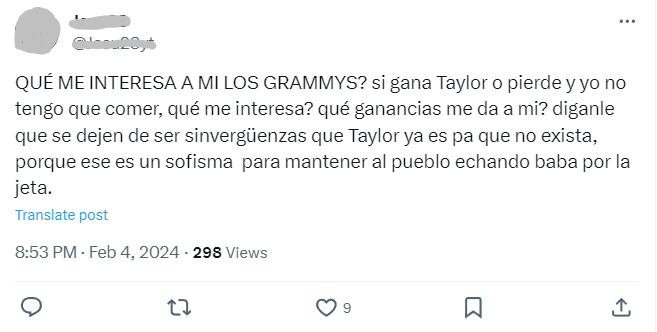 QUÉ ME INTERESA A MI LOS GRAMMYS? si gana Taylor o pierde y yo no
tengo que comer, qué me interesa? qué ganancias me da a mi? diganle
que se dejen de ser sinvergüenzas que Taylor ya es pa que no exista,
porque ese es un sofisma para mantener al pueblo echando baba por la
jeta.
Translate post
8:53 PM · Feb 4, 2024 · 298 Views
9